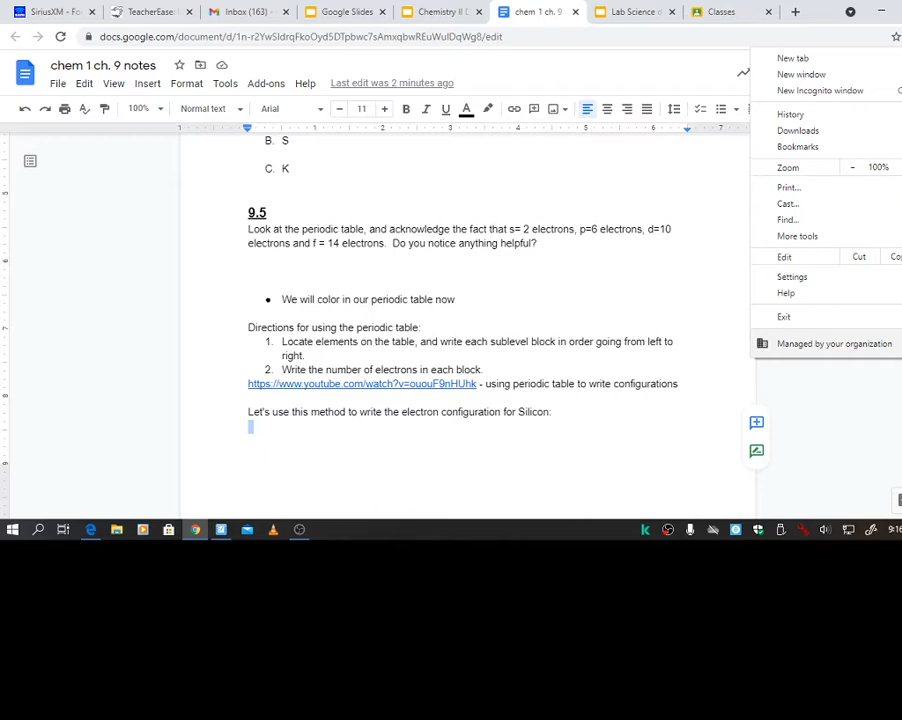 SiriusXM - Fo
TeacherEase:
Inbox (163) -
Google Slides
Chemistry II D
chem 1 ch. 9
Lab Science d
Classes
docs.google.com/document/d/1n-r2YwSldrqFkoOyd5DTpbwc7sAmxqbwREuWulDqWg8/edit
chem 1 ch. 9 notes
File Edit View Insert Format Tools Add-ons Help Last edit was 2 minutes ago
100% Normal text Arial 11
B. S
C. K
9.5
Look at the periodic table, and acknowledge the fact that s= 2 electrons, p=6 electrons, d=10
electrons and f = 14 electrons. Do you notice anything helpful?
● We will color in our periodic table now
Directions for using the periodic table:
1. Locate elements on the table, and write each sublevel block in order going from left to
right.
2. Write the number of electrons in each block.
https://www.youtube.com/watch?v=ououF9nHUhk - using periodic table to write configurations
Let's use this method to write the electron configuration for Silicon:
New tab
New window
New Incognito window
History
Downloads
Bookmarks
Zoom - 100%
Print...
Cast...
Find...
More tools
Edit Cut Cop
Settings
Help
Exit
Managed by your organization
9:16